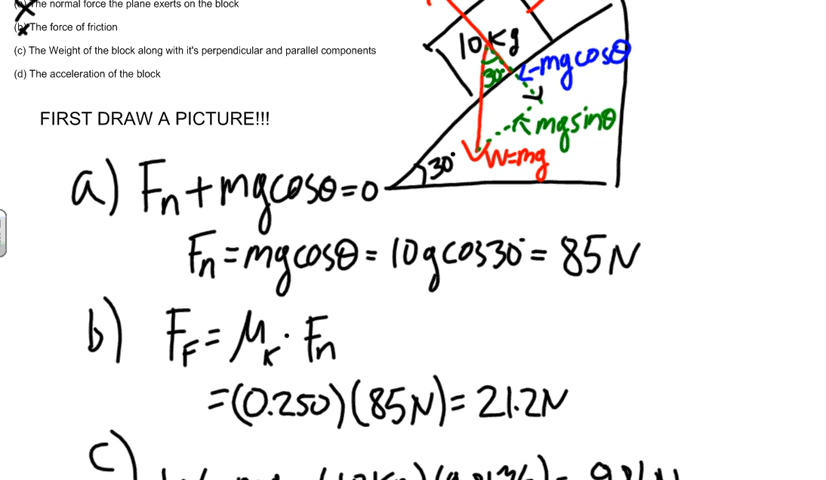 (a) The normal force the plane exerts on the block
(b) The force of friction
(c) The Weight of the block along with it's perpendicular and parallel components
(d) The acceleration of the block
10kg
30°
mgcosθ
mgsinθ
W=mg
30°
FIRST DRAW A PICTURE!!!
a) Fn+mgcosθ=0
Fn=mgcosθ= 10gcos30°= 85N
b) FF= μK· Fn
=(0.250)(85N)= 21.2N
c)